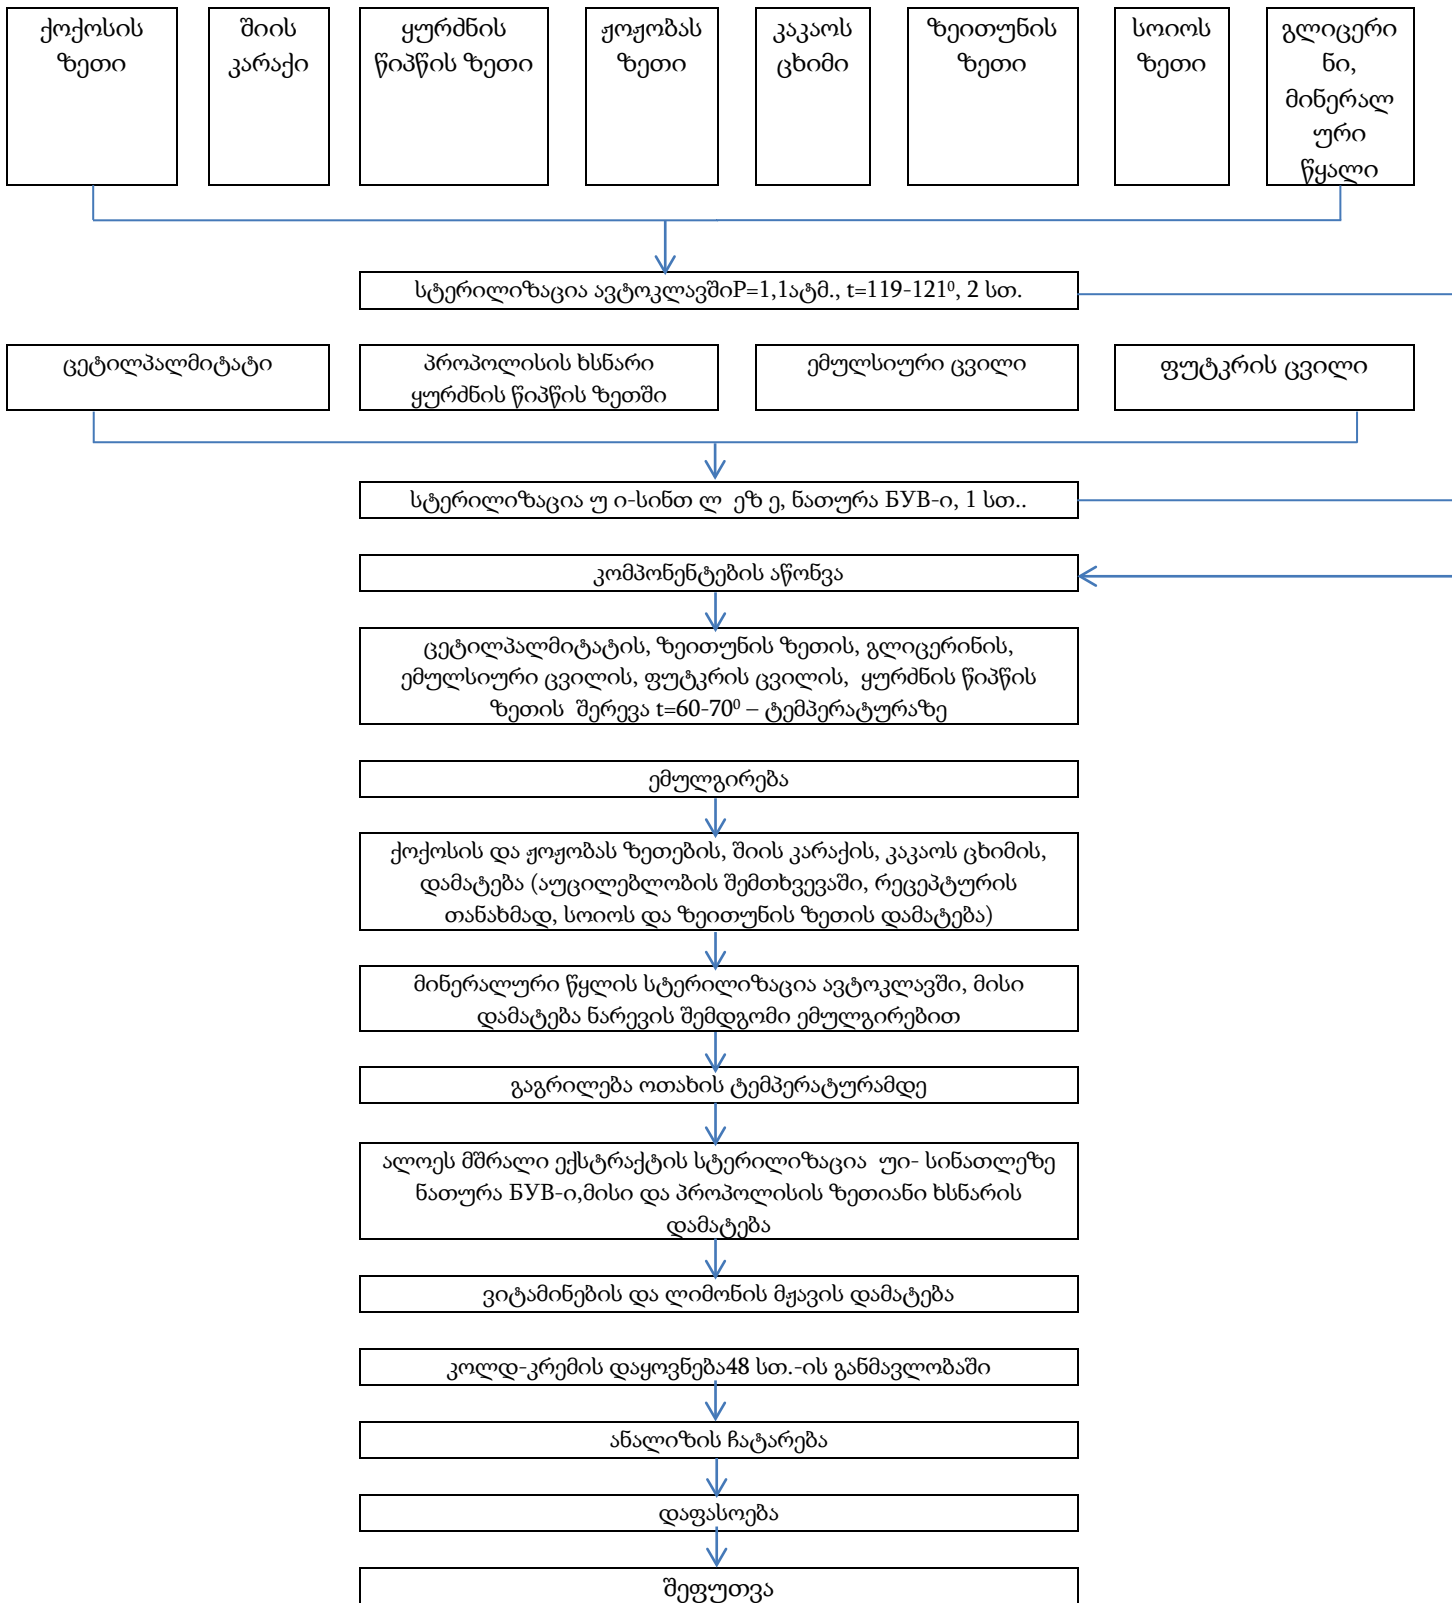 ქოქოსის
ზეთი
შიის
კარაქი
ყურძნის
წიპწის ზეთი
ჟოჟობას
ზეთი
კაკაოს
ცხიმი
ზეითუნის
ზეთი
სოიოს
ზეთი
გლიცერი
ნი,
მინერალ
ური
წყალი
სტერილიზაცია ავტოკლავშიP=1,1ატმ., t=119-121⁰, 2 სთ.
ცეტილპალმიტატი
პროპოლისის ხსნარი
ყურძნის წიპწის ზეთში
ემულსიური ცვილი
ფუტკრის ცვილი
სტერილიზაცია უ ი-სინთ ლ ეზ ე, ნათურა БУВ-ი, 1 სთ..
კომპონენტების აწონვა
ცეტილპალმიტატის, ზეითუნის ზეთის, გლიცერინის,
ემულსიური ცვილის, ფუტკრის ცვილის, ყურძნის წიპწის
ზეთის შერევა t=60-70⁰ – ტემპერატურაზე
ემულგირება
ქოქოსის და ჟოჟობას ზეთების, შიის კარაქის, კაკაოს ცხიმის,
დამატება (აუცილებლობის შემთხვევაში, რეცეპტურის
თანახმად, სოიოს და ზეითუნის ზეთის დამატება)
მინერალური წყლის სტერილიზაცია ავტოკლავში, მისი
დამატება ნარევის შემდგომი ემულგირებით
გაგრილება ოთახის ტემპერატურამდე
ალოეს მშრალი ექსტრაქტის სტერილიზაცია უი- სინათლეზე
ნათურა БУВ-ი,მისი და პროპოლისის ზეთიანი ხსნარის
დამატება
ვიტამინების და ლიმონის მჟავის დამატება
კოლდ-კრემის დაყოვნება48 სთ.-ის განმავლობაში
ანალიზის ჩატარება
დაფასოება
შეფუთვა